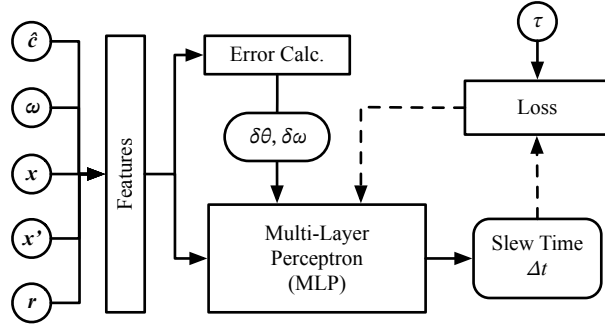 ĉ
ω
x
x'
r
Features
Error Calc.
δθ, δω
Multi-Layer
Perceptron
(MLP)
τ
Loss
Slew Time
Δt